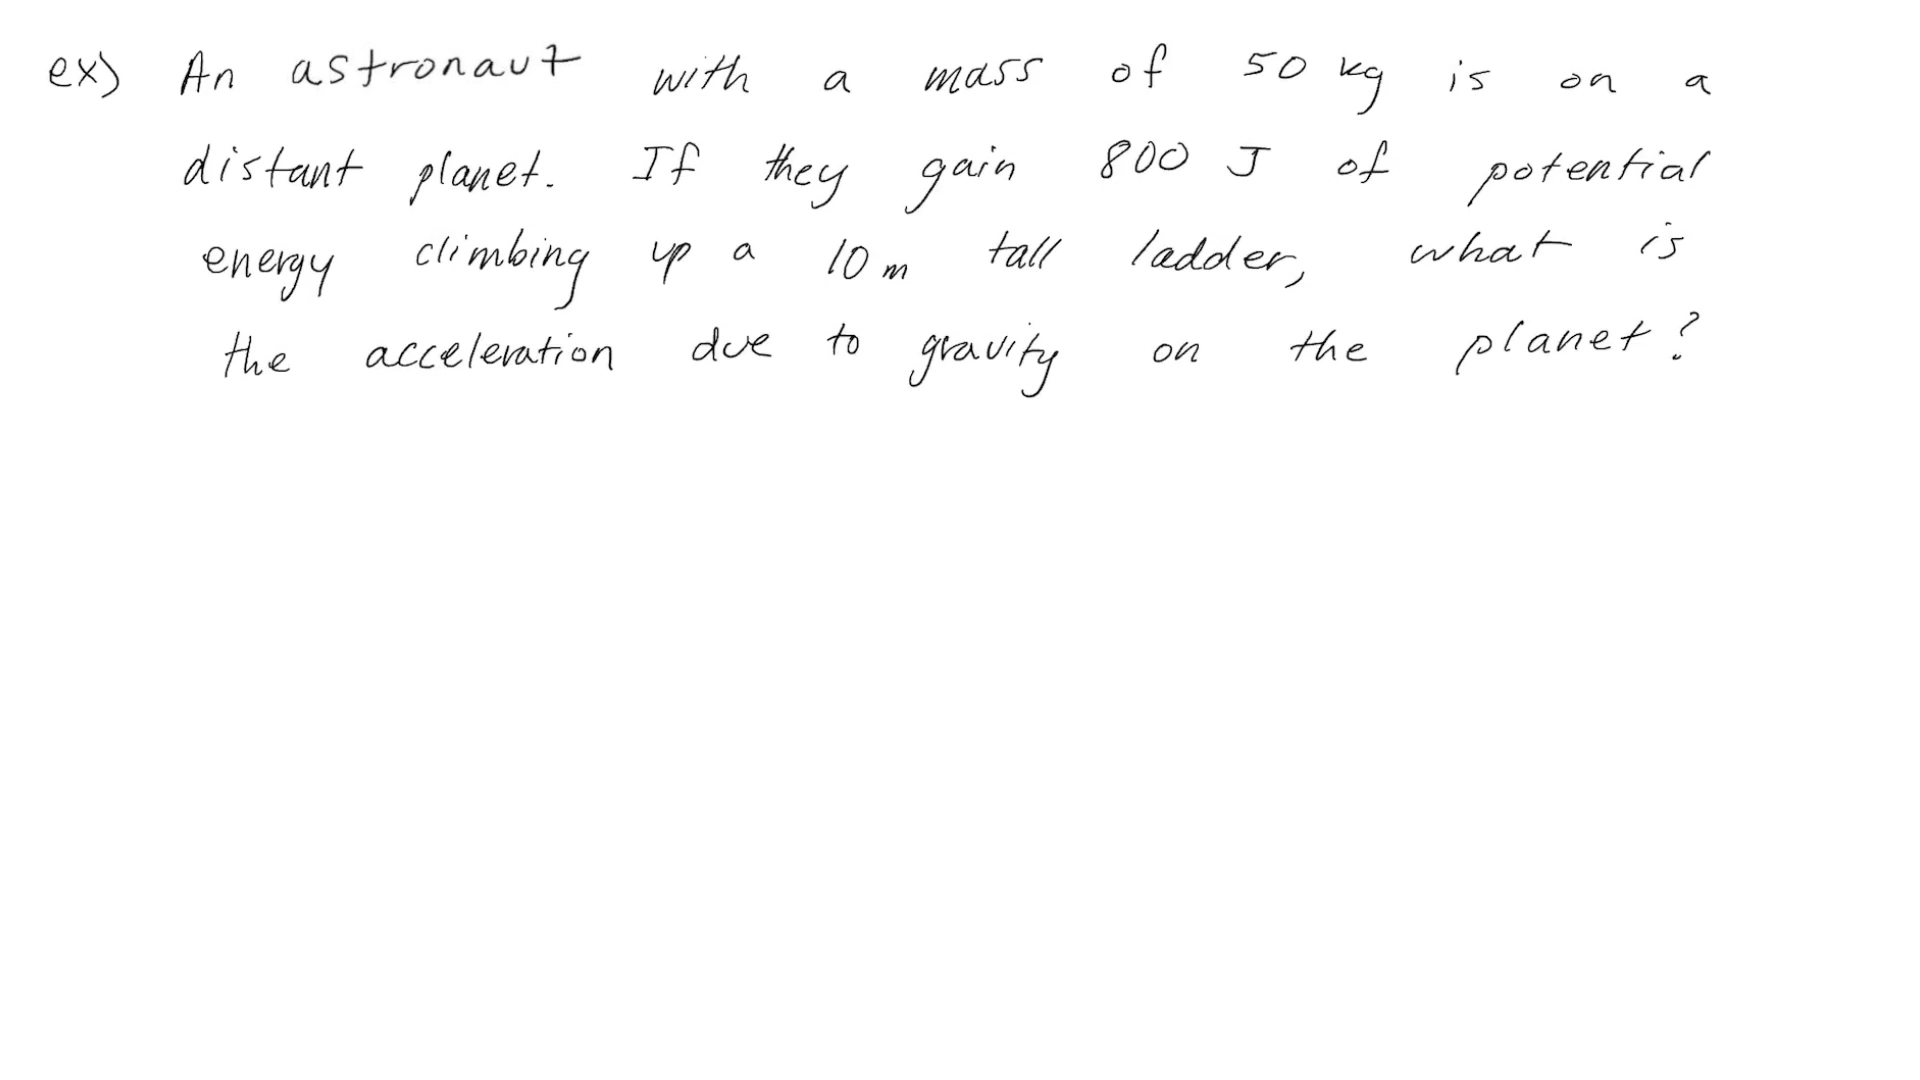 ex) An astronaut with a mass of 50 kg is on a
distant planet. If they gain 800 J of potential
energy climbing up a 10 m tall ladder, what is
the acceleration due to gravity on the planet?